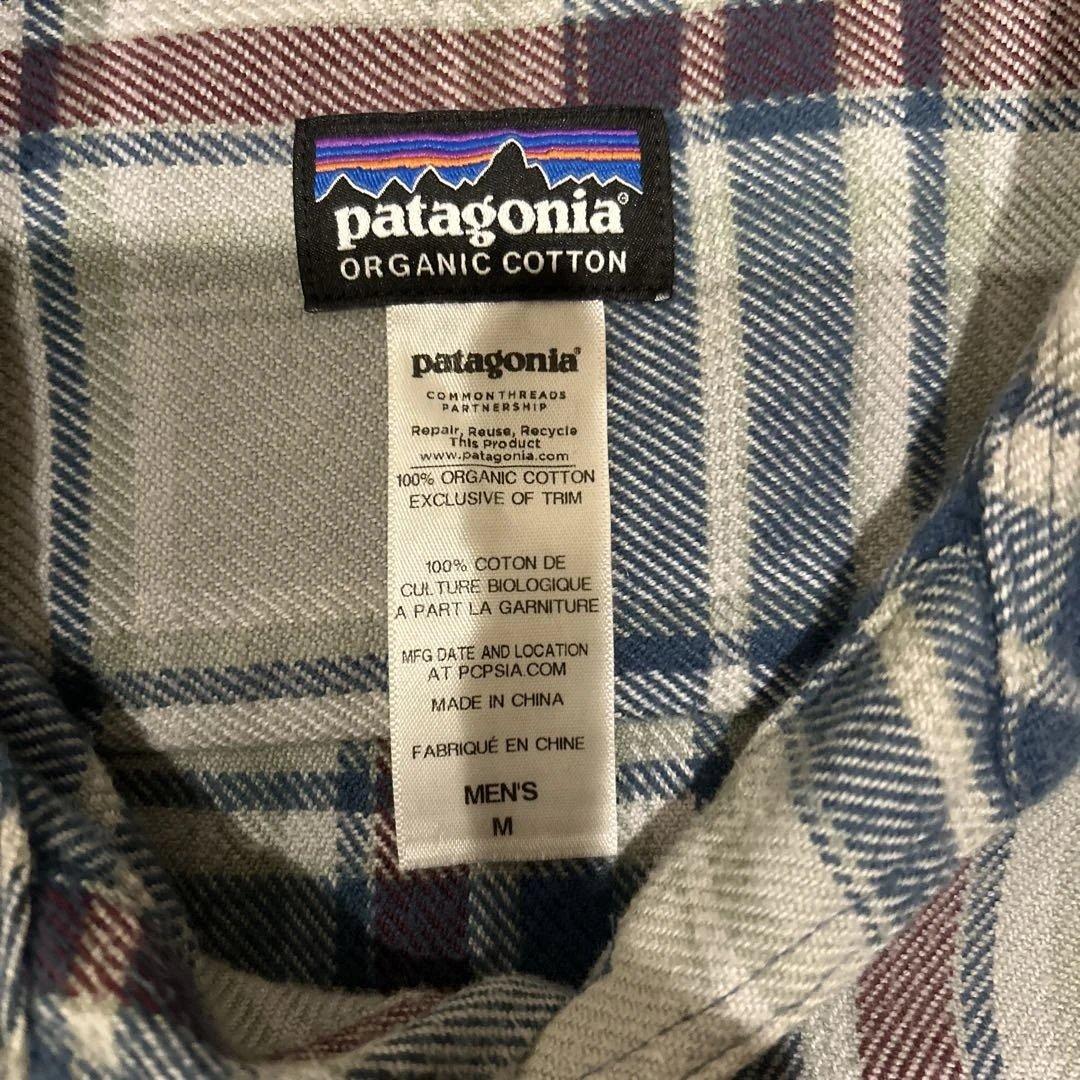 patagonia®
ORGANIC COTTON
patagonia®
COMMON THREADS
PARTNERSHIP
Repair, Reuse, Recycle
This Product
www.patagonia.com
100% ORGANIC COTTON
EXCLUSIVE OF TRIM
100% COTON DE
CULTURE BIOLOGIQUE
A PART LA GARNITURE
MFG DATE AND LOCATION
AT PCPSIA.COM
MADE IN CHINA
FABRIQUÉ EN CHINE
MEN'S
M